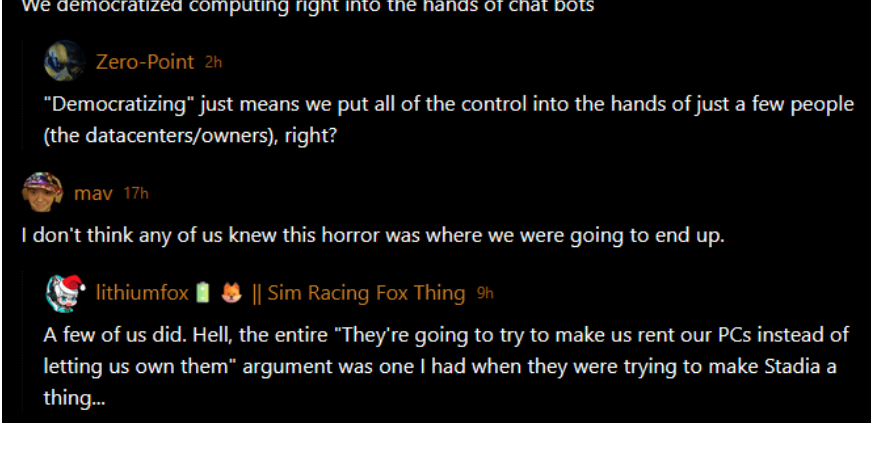 We democratized computing right into the hands of chat bots
Zero-Point 2h
"Democratizing" just means we put all of the control into the hands of just a few people
(the datacenters/owners), right?
mav 17h
I don't think any of us knew this horror was where we were going to end up.
lithiumfox 🔋 🦊 || Sim Racing Fox Thing 9h
A few of us did. Hell, the entire "They're going to try to make us rent our PCs instead of
letting us own them" argument was one I had when they were trying to make Stadia a
thing...